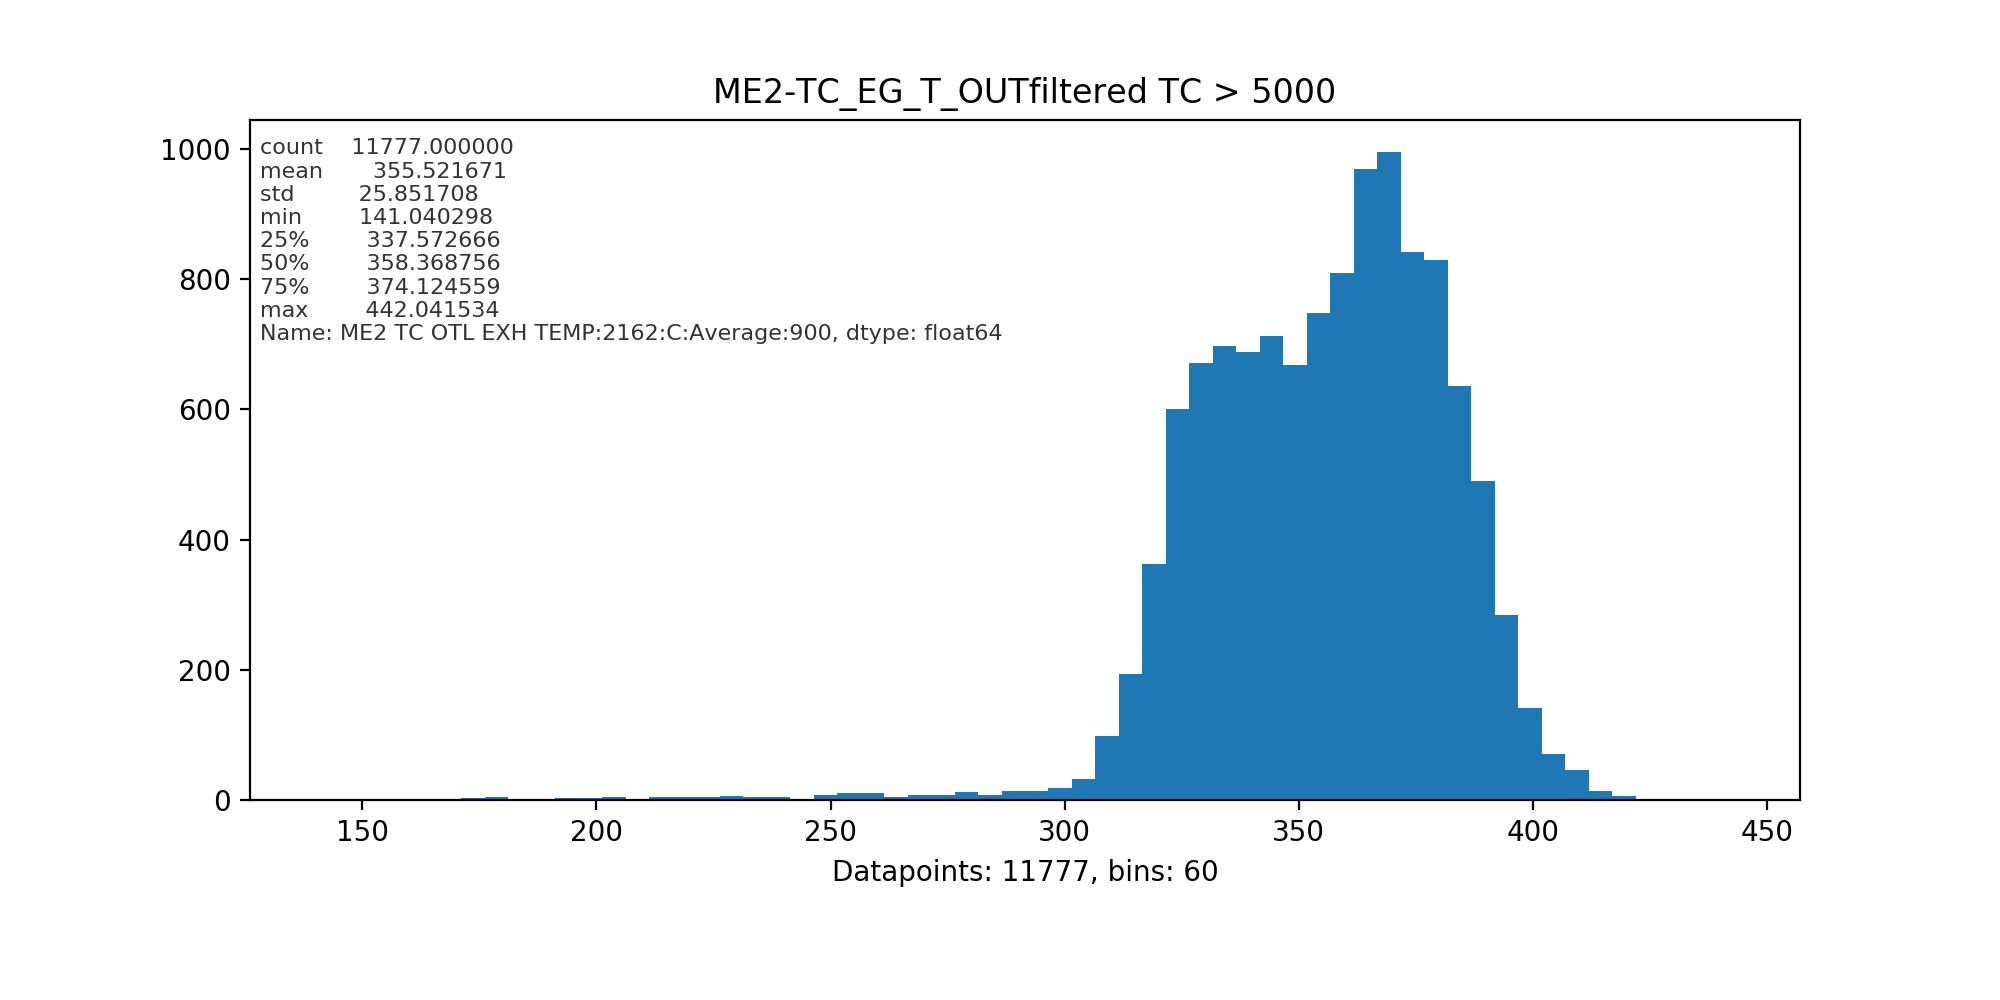 ME2-TC_EG_T_OUTfiltered TC > 5000
1000
800
600
400
200
0
count 11777.000000
mean 355.521671
std 25.851708
min 141.040298
25% 337.572666
50% 358.368756
75% 374.124559
max 442.041534
Name: ME2 TC OTL EXH TEMP:2162:C:Average:900, dtype: float64
150 200 250 300 350 400 450
Datapoints: 11777, bins: 60